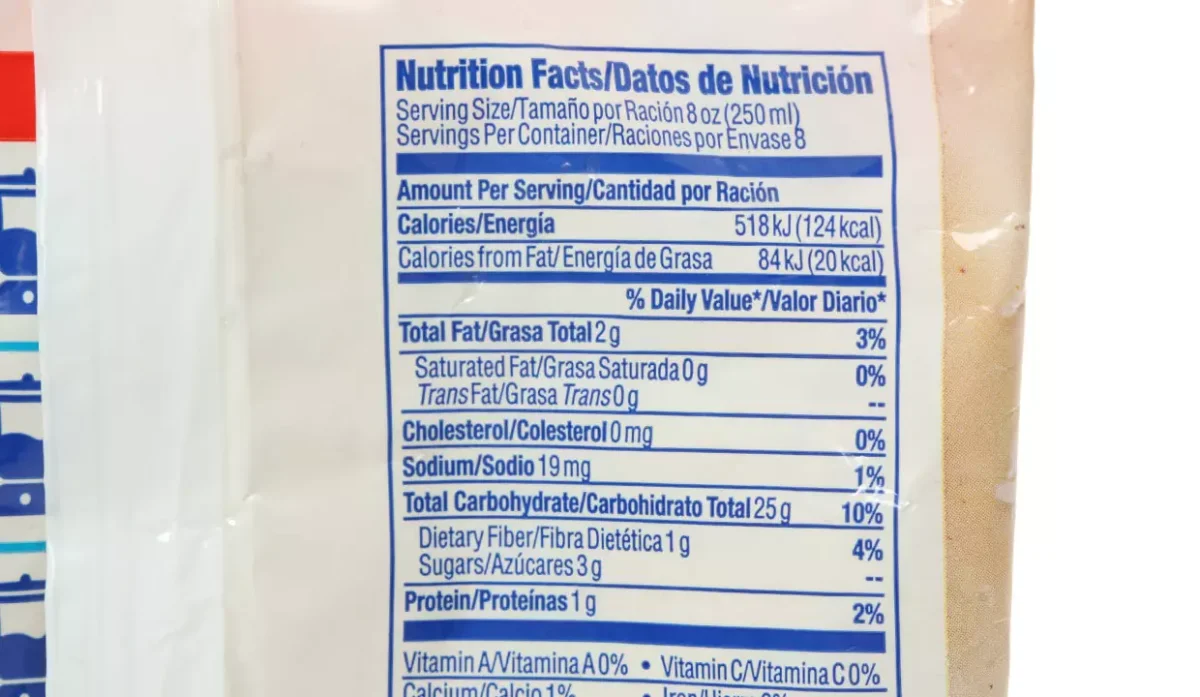 Nutrition Facts/Datos de Nutrición
Serving Size/Tamaño por Ración 8 oz (250 ml)
Servings Per Container/Raciones por Envase 8
Amount Per Serving/Cantidad por Ración
Calories/Energía 518 kJ (124 kcal)
Calories from Fat/ Energía de Grasa 84 kJ (20 kcal)
% Daily Value*/Valor Diario*
Total Fat/Grasa Total 2 g 3%
Saturated Fat/Grasa Saturada 0 g 0%
Trans Fat/Grasa Trans 0 g --
Cholesterol/Colesterol 0 mg 0%
Sodium/Sodio 19 mg 1%
Total Carbohydrate/Carbohidrato Total 25 g 10%
Dietary Fiber/Fibra Dietética 1 g 4%
Sugars/Azúcares 3 g --
Protein/Proteínas 1 g 2%
Vitamin A/Vitamina A 0% • Vitamin C/Vitamina C 0%
Calcium/Calcio 1% •